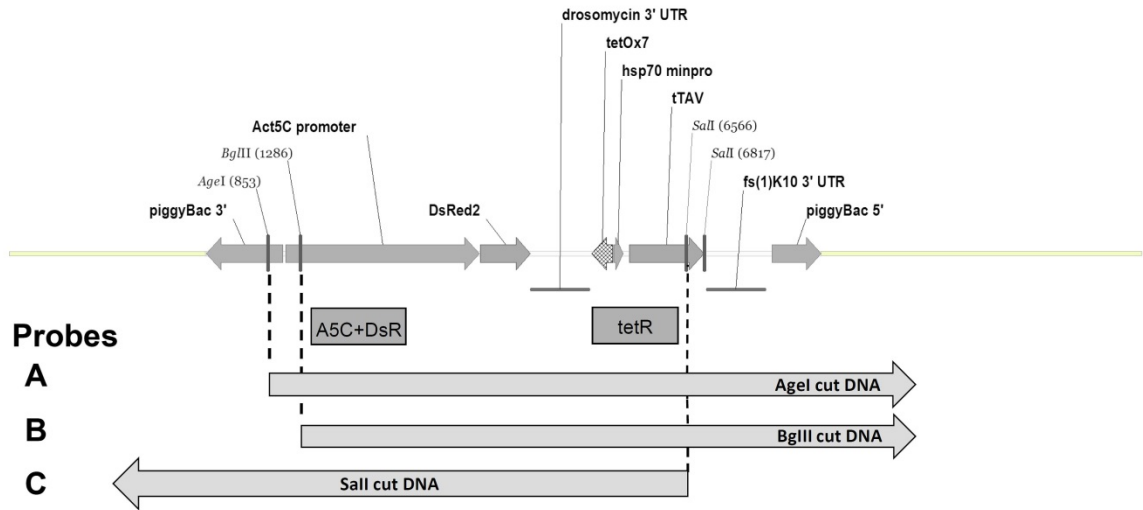 drosomycin 3' UTR
tetOx7
hsp70 minpro
tTAV
Act5C promoter
SalI (6566)
BglII (1286)
SalI (6817)
AgeI (853)
fs(1)K10 3' UTR
piggyBac 3'
DsRed2
piggyBac 5'
A5C+DsR
tetR
Probes
A
AgeI cut DNA
B
BglII cut DNA
C
SalI cut DNA